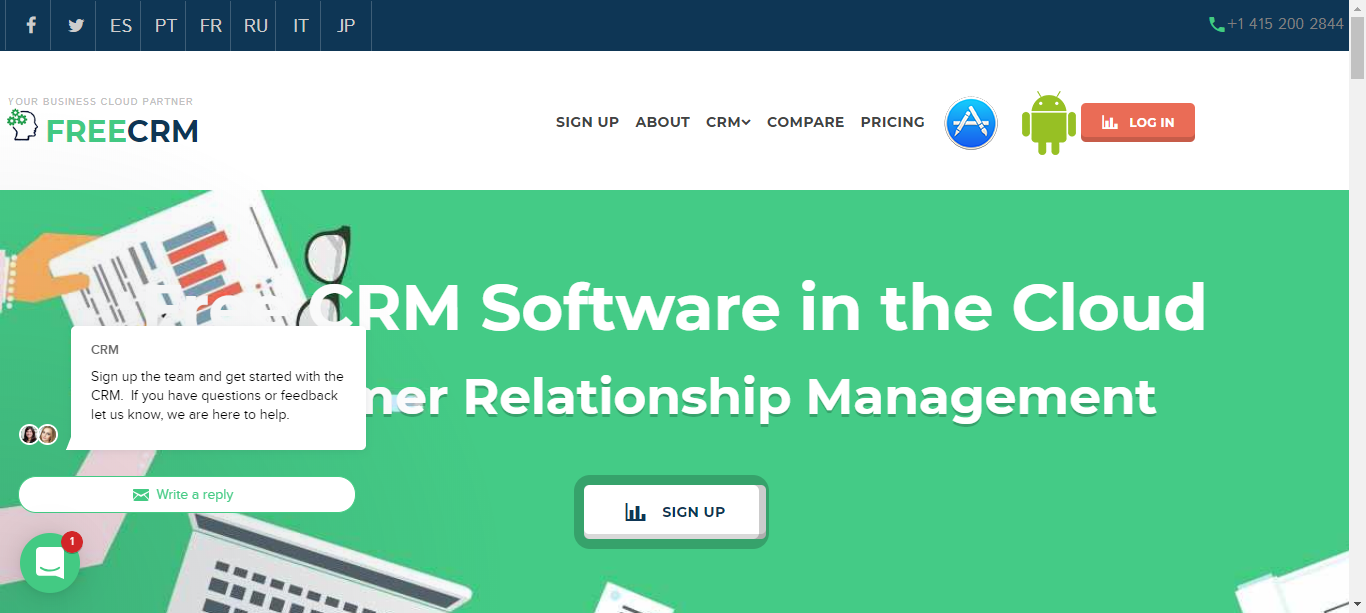 ES PT FR RU IT JP
+1 415 200 2844
YOUR BUSINESS CLOUD PARTNER
FREECRM
SIGN UP ABOUT CRM COMPARE PRICING
LOG IN
Free CRM Software in the Cloud
mer Relationship Management
CRM
Sign up the team and get started with the
CRM. If you have questions or feedback
let us know, we are here to help.
Write a reply
SIGN UP
1